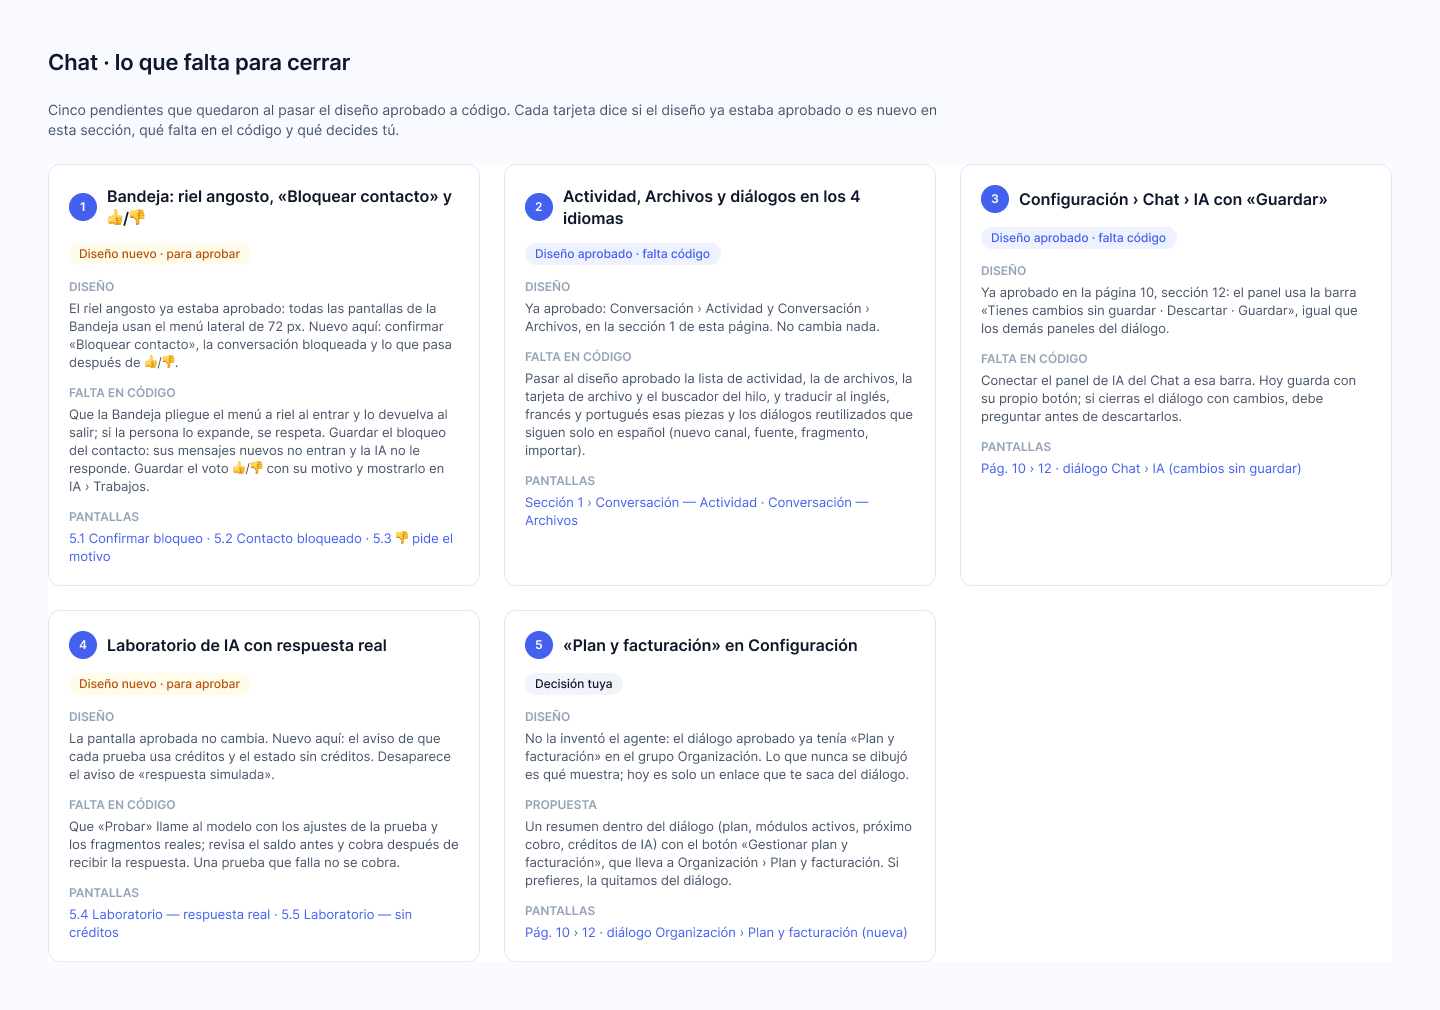 Chat · lo que falta para cerrar
Cinco pendientes que quedaron al pasar el diseño aprobado a código. Cada tarjeta dice si el diseño ya estaba aprobado o es nuevo en
esta sección, qué falta en el código y qué decides tú.
1
Bandeja: riel angosto, «Bloquear contacto» y
👍/👎
Diseño nuevo · para aprobar
DISEÑO
El riel angosto ya estaba aprobado: todas las pantallas de la
Bandeja usan el menú lateral de 72 px. Nuevo aquí: confirmar
«Bloquear contacto», la conversación bloqueada y lo que pasa
después de 👍/👎.
FALTA EN CÓDIGO
Que la Bandeja pliegue el menú a riel al entrar y lo devuelva al
salir; si la persona lo expande, se respeta. Guardar el bloqueo
del contacto: sus mensajes nuevos no entran y la IA no le
responde. Guardar el voto 👍/👎 con su motivo y mostrarlo en
IA › Trabajos.
PANTALLAS
5.1 Confirmar bloqueo · 5.2 Contacto bloqueado · 5.3 👎 pide el
motivo
2
Actividad, Archivos y diálogos en los 4
idiomas
Diseño aprobado · falta código
DISEÑO
Ya aprobado: Conversación › Actividad y Conversación ›
Archivos, en la sección 1 de esta página. No cambia nada.
FALTA EN CÓDIGO
Pasar al diseño aprobado la lista de actividad, la de archivos, la
tarjeta de archivo y el buscador del hilo, y traducir al inglés,
francés y portugués esas piezas y los diálogos reutilizados que
siguen solo en español (nuevo canal, fuente, fragmento,
importar).
PANTALLAS
Sección 1 › Conversación — Actividad · Conversación —
Archivos
3
Configuración › Chat › IA con «Guardar»
Diseño aprobado · falta código
DISEÑO
Ya aprobado en la página 10, sección 12: el panel usa la barra
«Tienes cambios sin guardar · Descartar · Guardar», igual que
los demás paneles del diálogo.
FALTA EN CÓDIGO
Conectar el panel de IA del Chat a esa barra. Hoy guarda con
su propio botón; si cierras el diálogo con cambios, debe
preguntar antes de descartarlos.
PANTALLAS
Pág. 10 › 12 · diálogo Chat › IA (cambios sin guardar)
4
Laboratorio de IA con respuesta real
Diseño nuevo · para aprobar
DISEÑO
La pantalla aprobada no cambia. Nuevo aquí: el aviso de que
cada prueba usa créditos y el estado sin créditos. Desaparece
el aviso de «respuesta simulada».
FALTA EN CÓDIGO
Que «Probar» llame al modelo con los ajustes de la prueba y
los fragmentos reales; revisa el saldo antes y cobra después de
recibir la respuesta. Una prueba que falla no se cobra.
PANTALLAS
5.4 Laboratorio — respuesta real · 5.5 Laboratorio — sin
créditos
5
«Plan y facturación» en Configuración
Decisión tuya
DISEÑO
No la inventó el agente: el diálogo aprobado ya tenía «Plan y
facturación» en el grupo Organización. Lo que nunca se dibujó
es qué muestra; hoy es solo un enlace que te saca del diálogo.
PROPUESTA
Un resumen dentro del diálogo (plan, módulos activos, próximo
cobro, créditos de IA) con el botón «Gestionar plan y
facturación», que lleva a Organización › Plan y facturación. Si
prefieres, la quitamos del diálogo.
PANTALLAS
Pág. 10 › 12 · diálogo Organización › Plan y facturación (nueva)